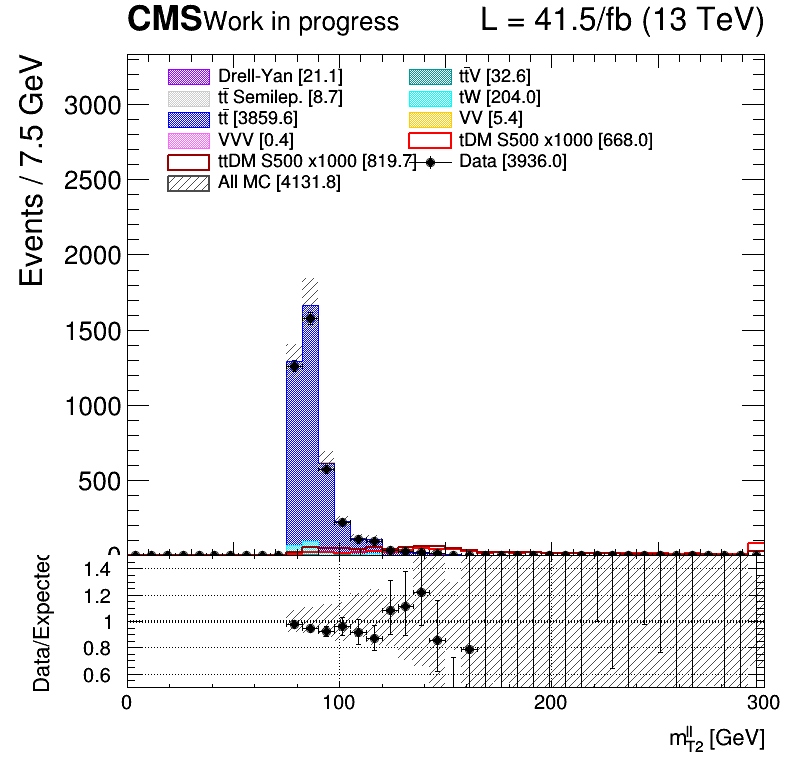 CMS Work in progress L = 41.5/fb (13 TeV)
Events / 7.5 GeV
Drell-Yan [21.1] tt̄V [32.6]
tt̄ Semilep. [8.7] tW [204.0]
tt̄ [3859.6] VV [5.4]
VVV [0.4] tDM S500 x1000 [668.0]
ttDM S500 x1000 [819.7] Data [3936.0]
All MC [4131.8]
3000
2500
2000
1500
1000
500
0
Data/Expected
1.4
1.2
1
0.8
0.6
0 100 200 300
m_{T2}^{ll} [GeV]